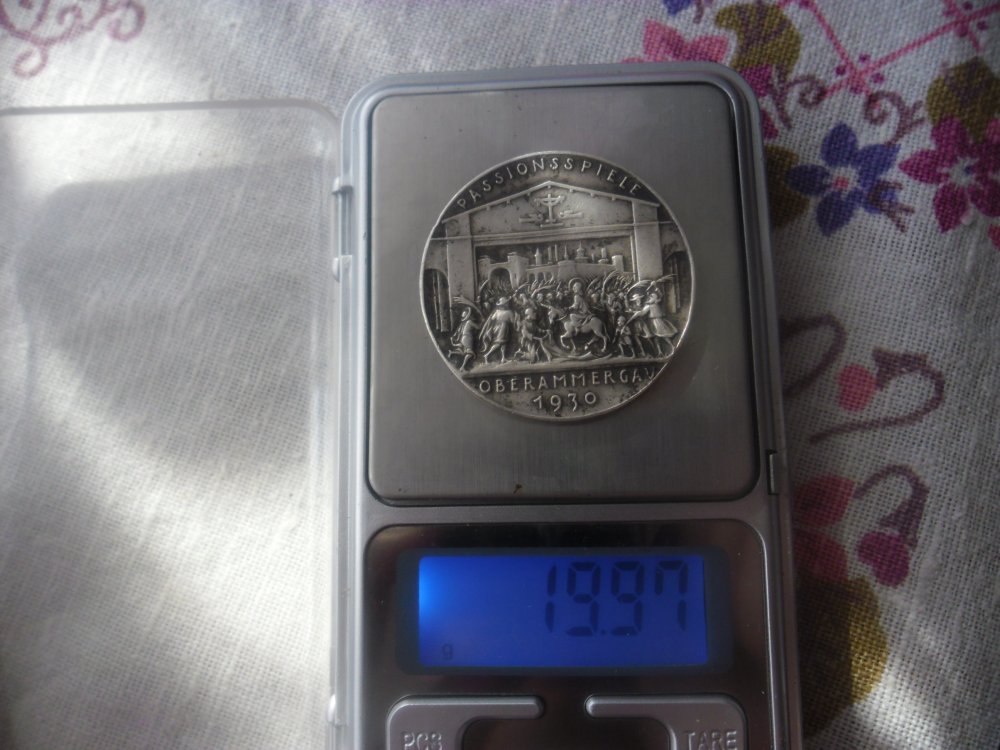 PASSIONSSPIELE
OBERAMMERGAU
1930
19.97
g
PCS
TARE